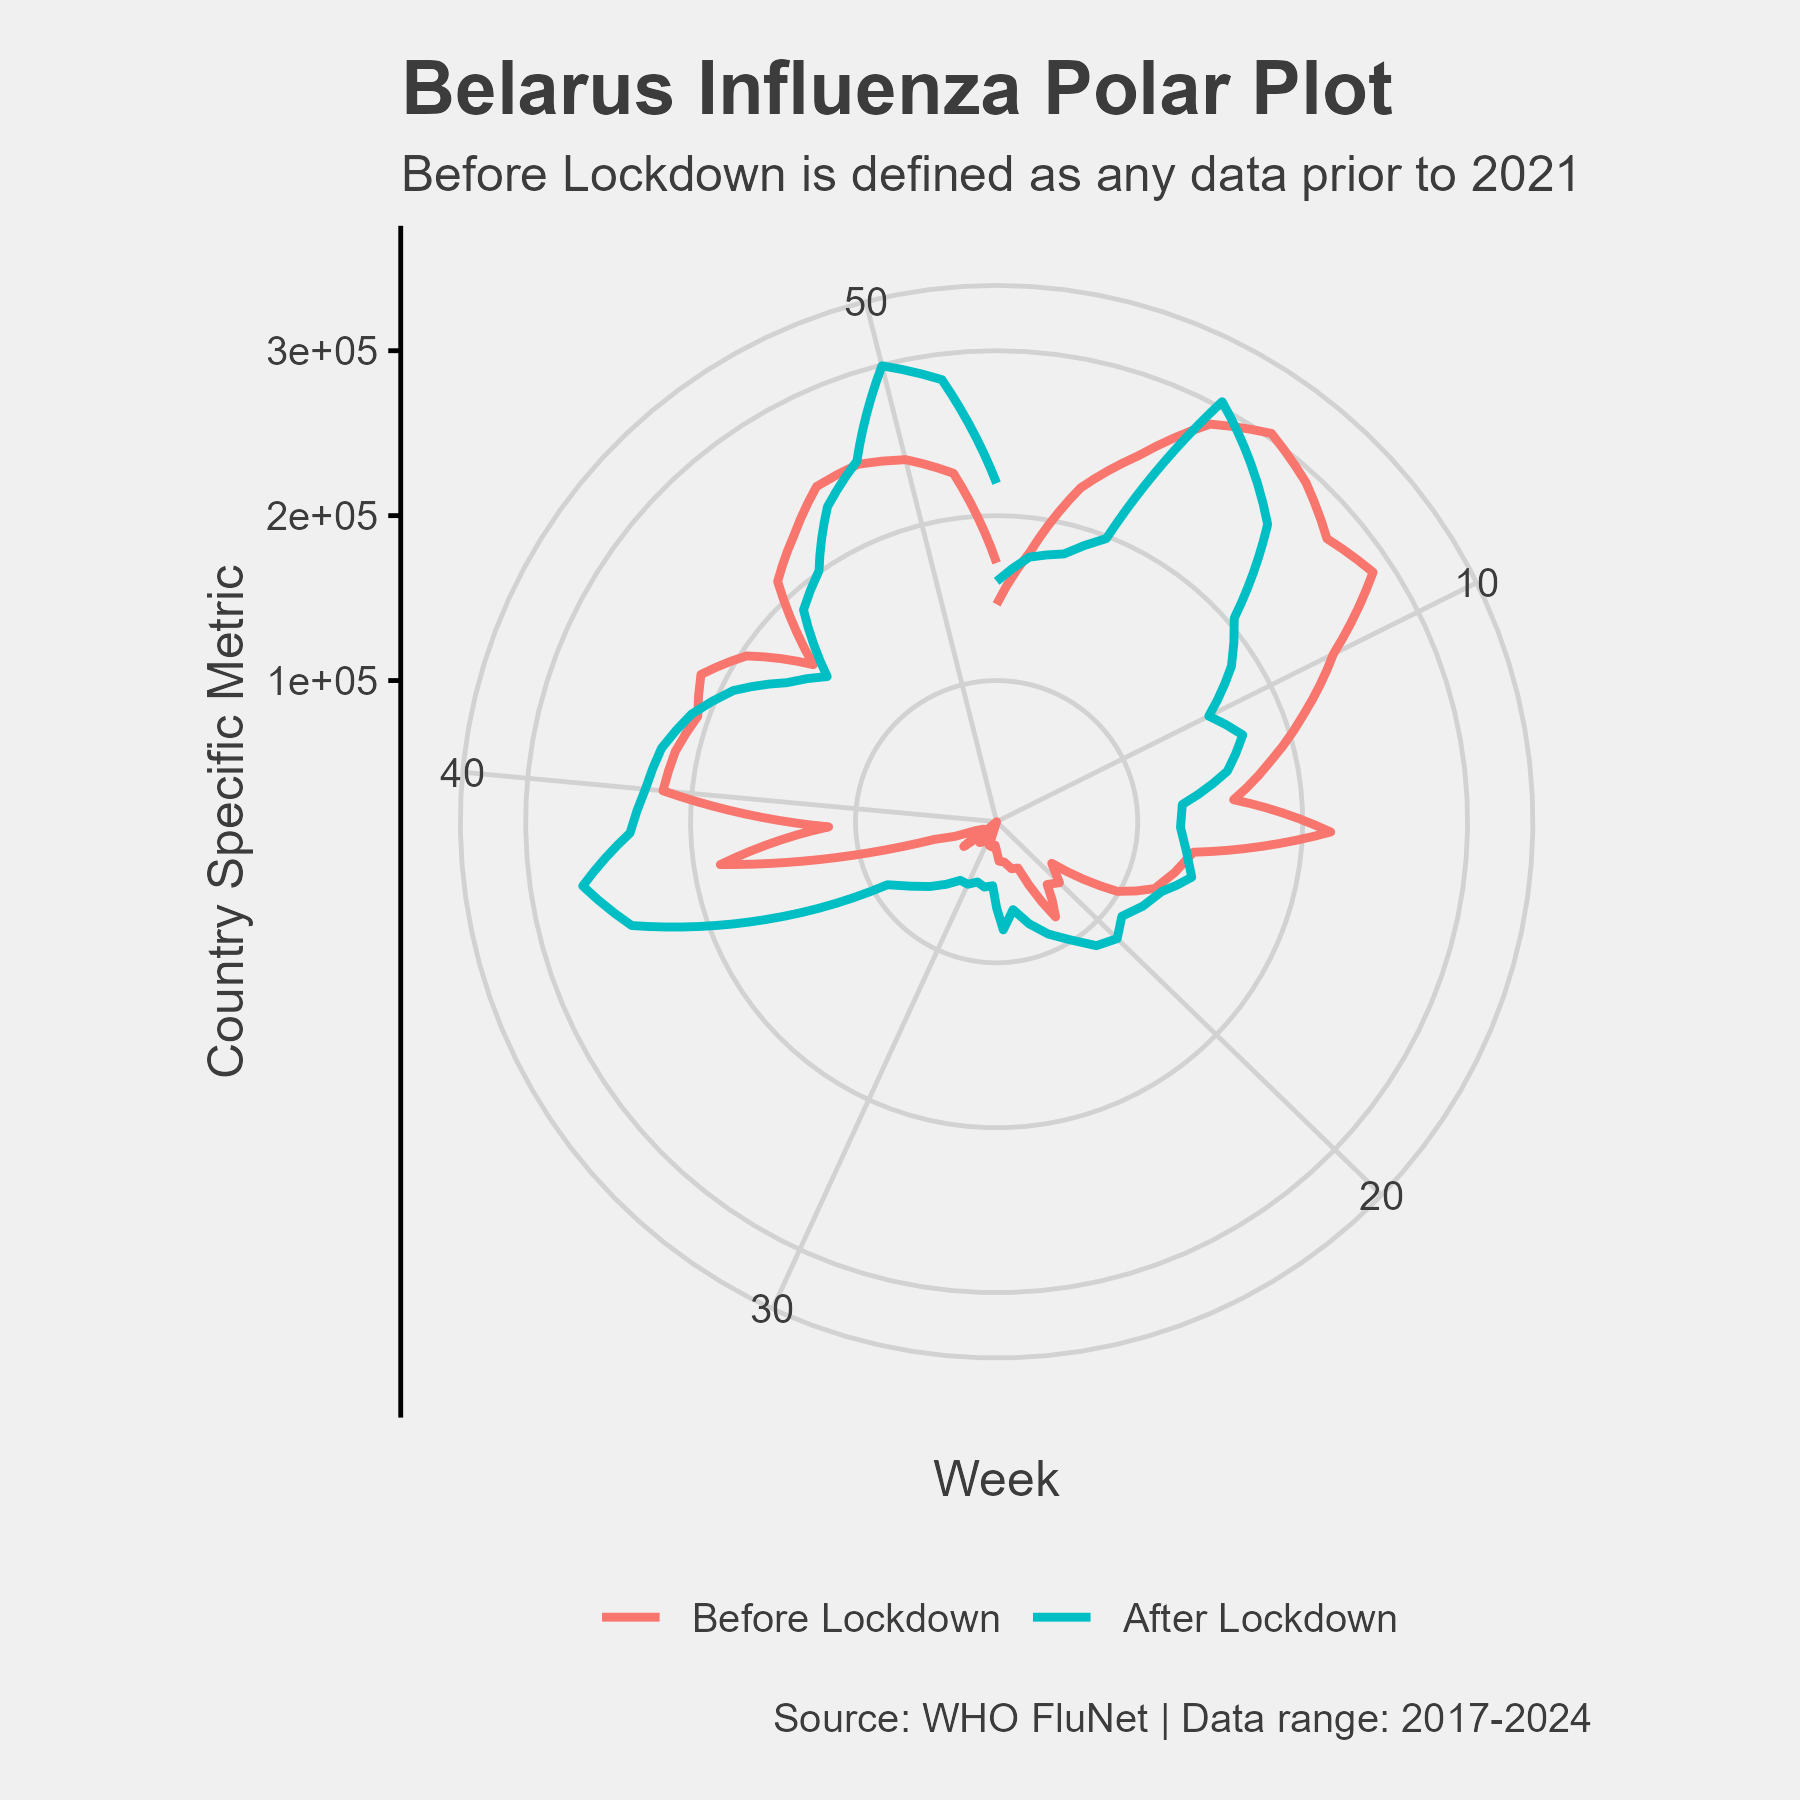 Belarus Influenza Polar Plot
Before Lockdown is defined as any data prior to 2021
50
3e+05
10
2e+05
1e+05
40
Country Specific Metric
20
30
Week
Before Lockdown
After Lockdown
Source: WHO FluNet | Data range: 2017-2024